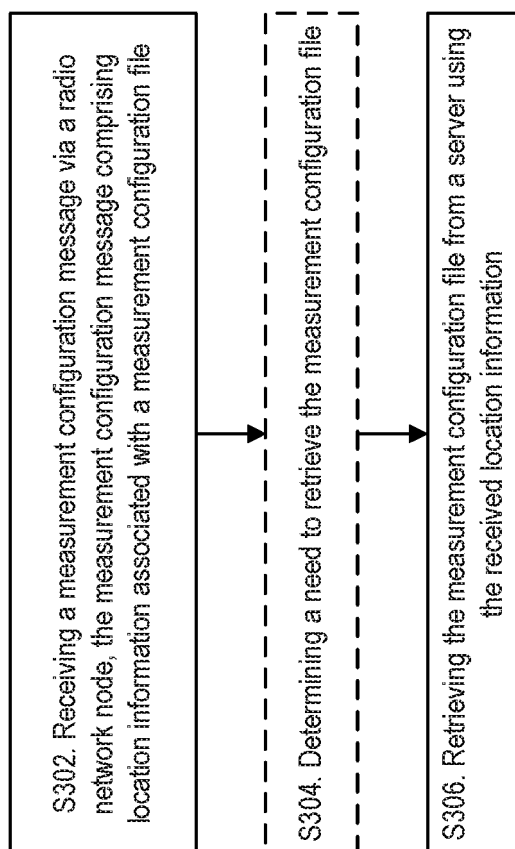 S302. Receiving a measurement configuration message via a radio
network node, the measurement configuration message comprising
location information associated with a measurement configuration file
S304. Determining a need to retrieve the measurement configuration file
S306. Retrieving the measurement configuration file from a server using
the received location information